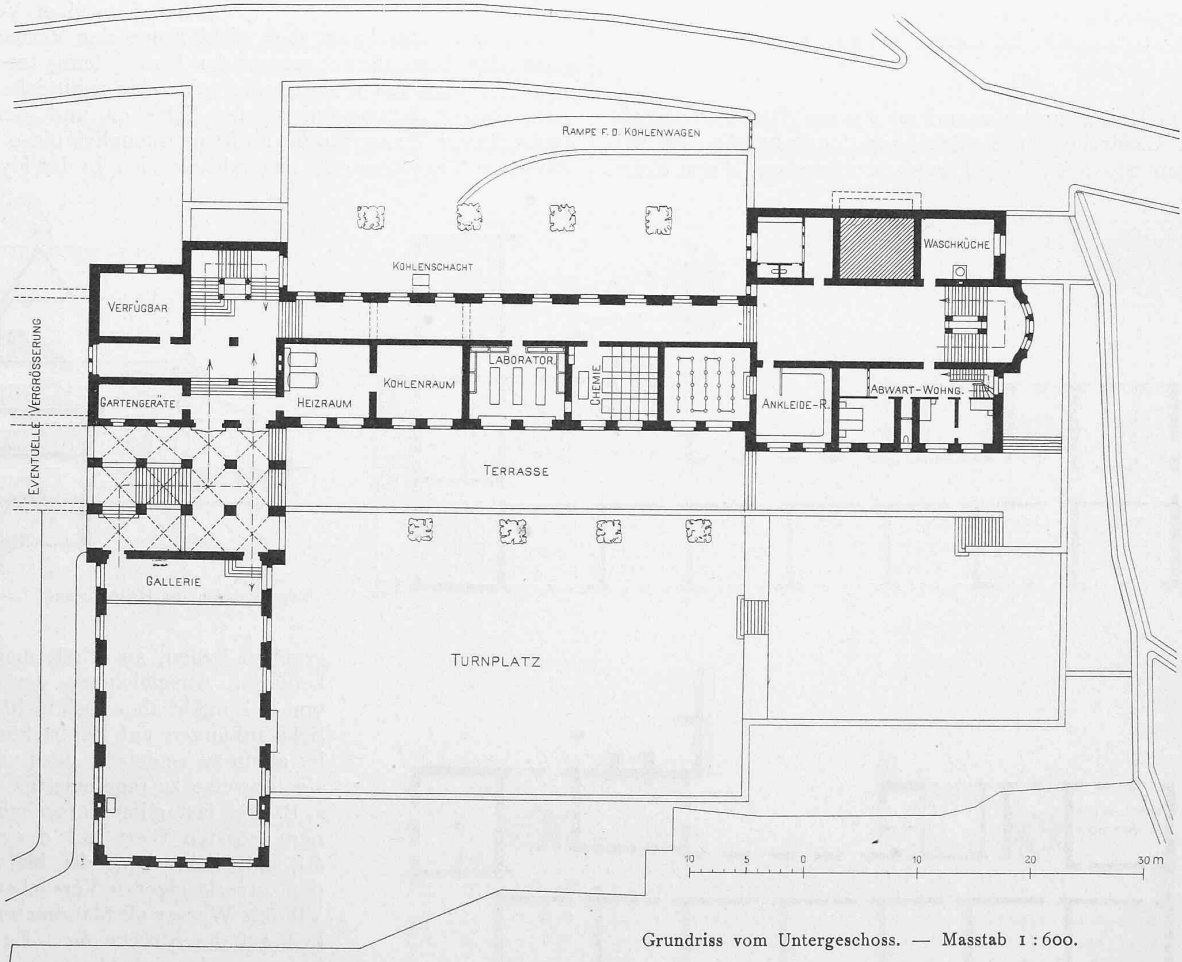 RAMPE F. D. KOHLENWAGEN
WASCHKÜCHE
KOHLENSCHACHT
VERFÜGBAR
EVENTUELLE VERGRÖSSERUNG
LABORATOR.
CHEMIE
KOHLENRAUM
HEIZRAUM
GARTENGERÄTE
ANKLEIDE-R.
ABWART-WOHNG.
TERRASSE
GALLERIE
TURNPLATZ
10 5 0 10 20 30 m
Grundriss vom Untergeschoss. — Masstab 1 : 600.